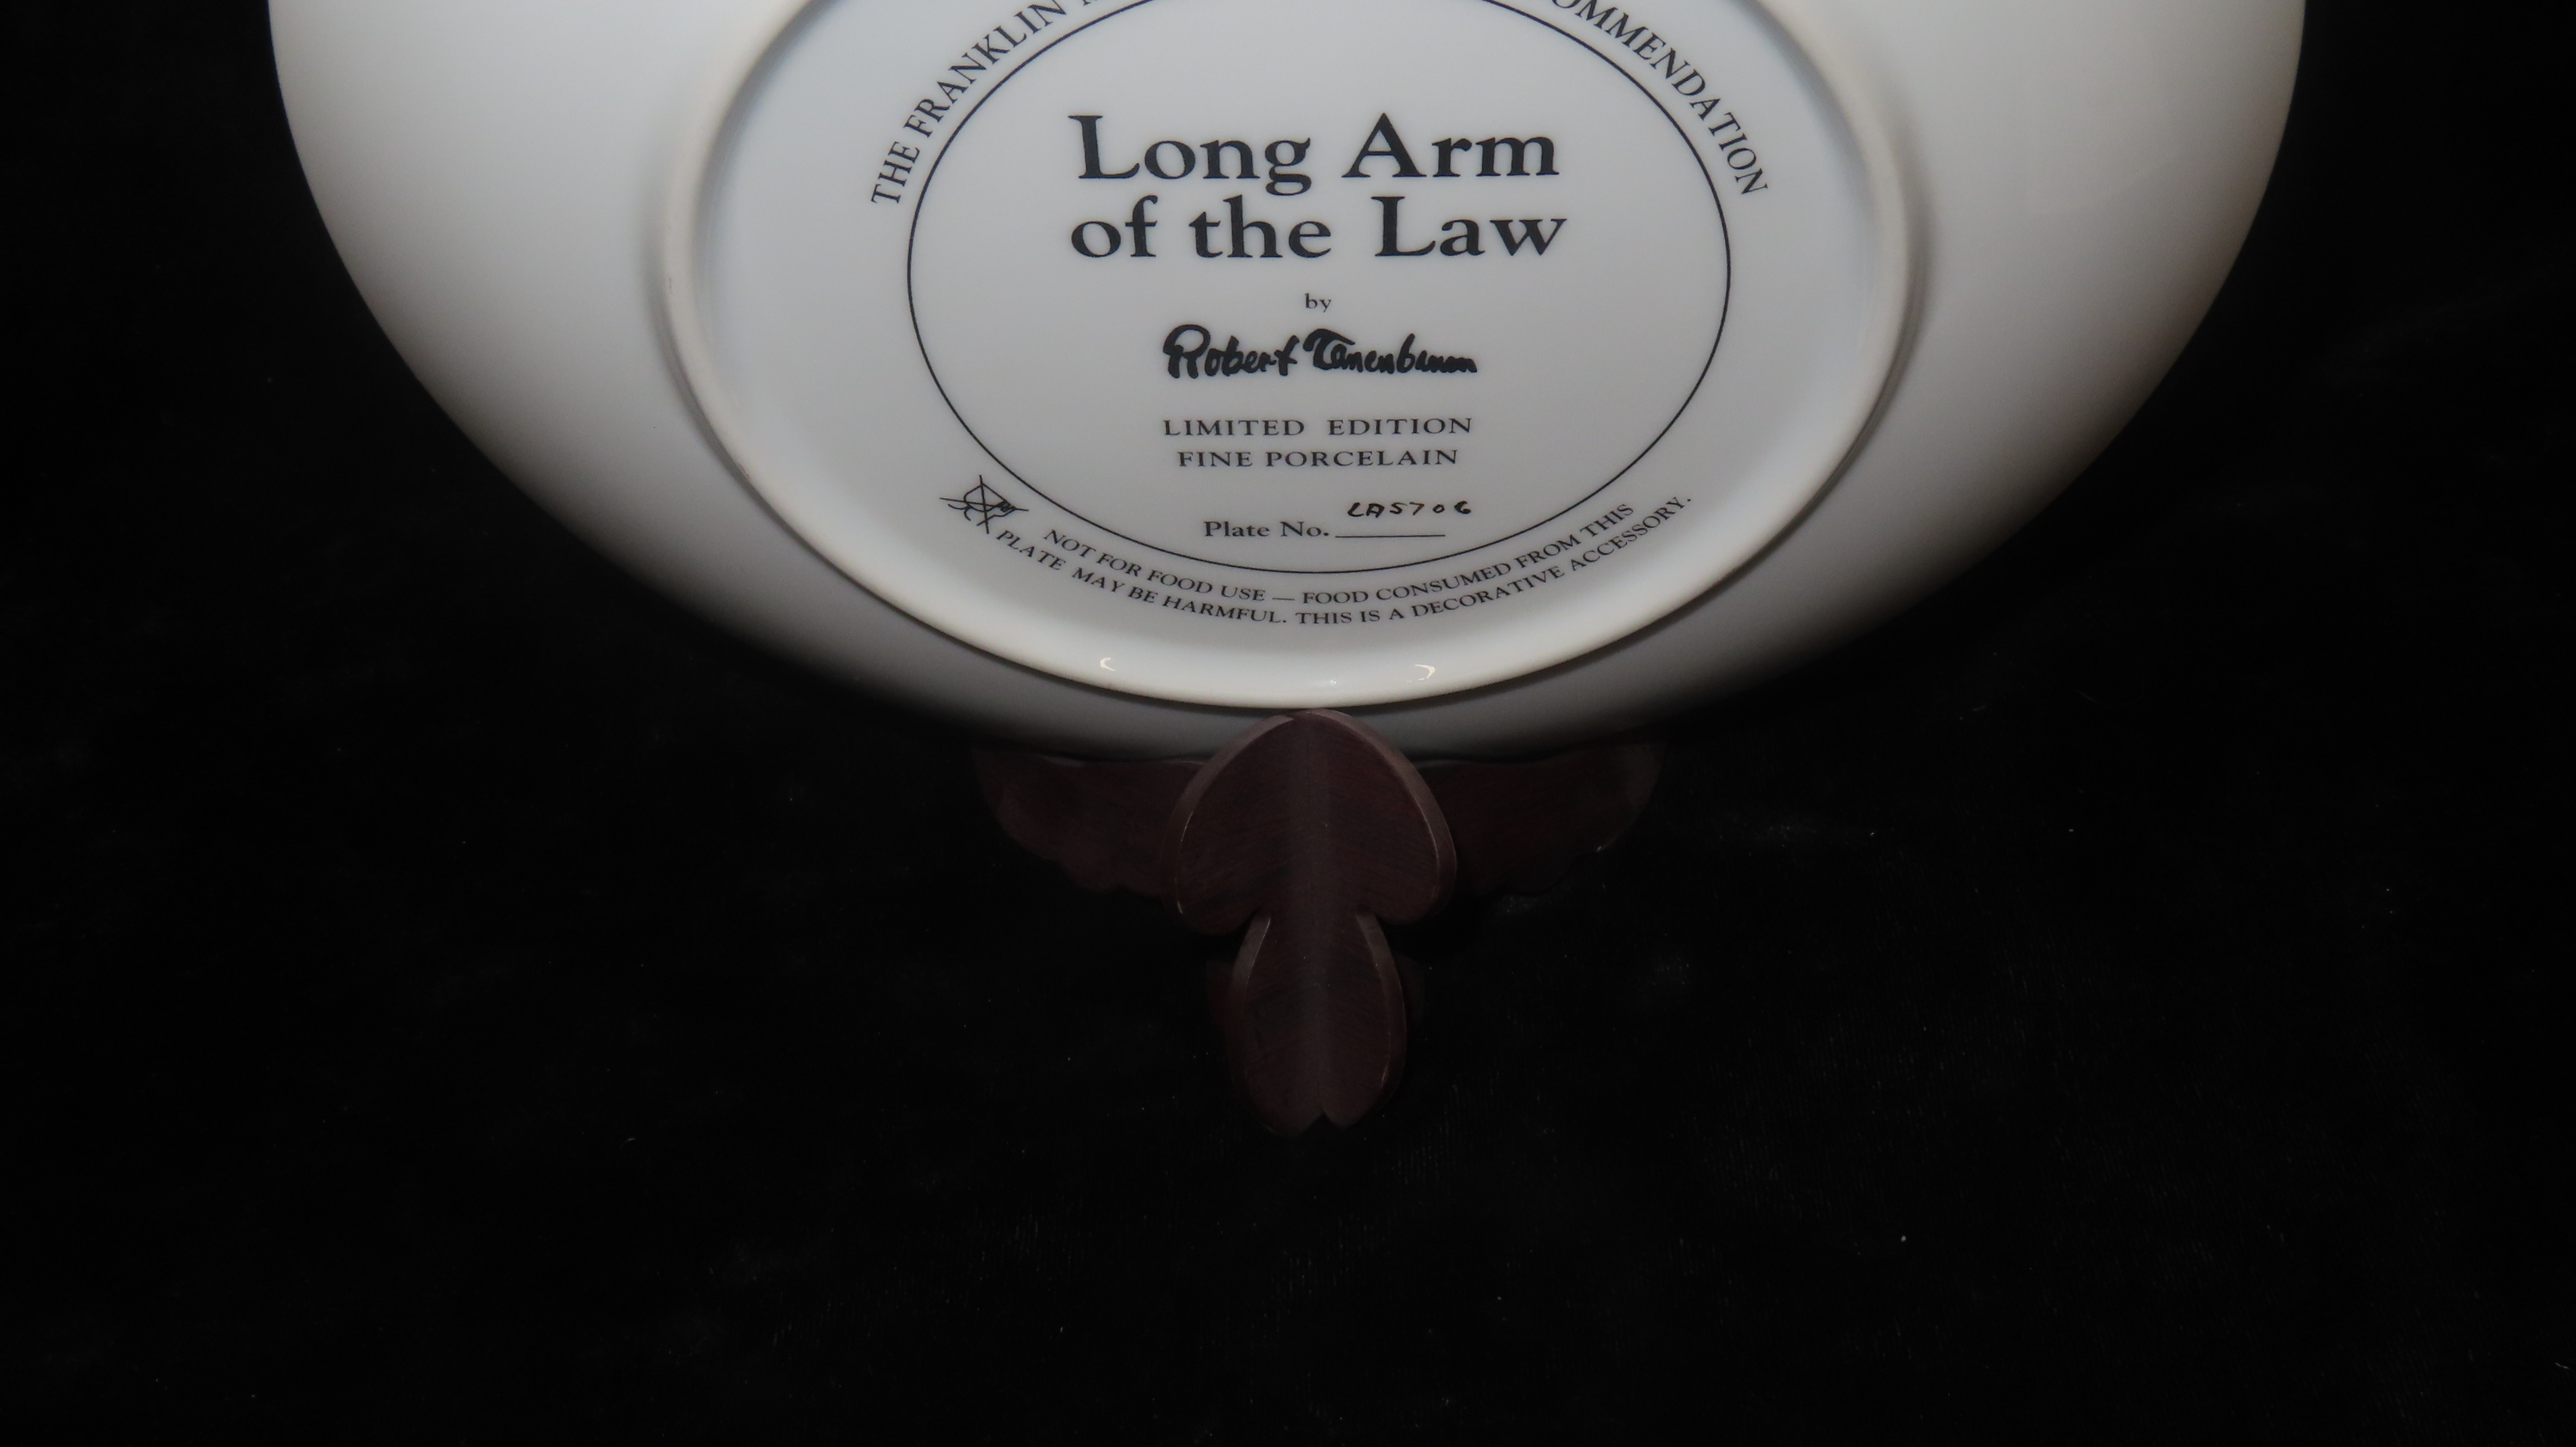 THE FRANKLIN
Long Arm
of the Law
by
Robert Tanenbaum
LIMITED EDITION
FINE PORCELAIN
Plate No. LA5706
NOT FOR FOOD USE — FOOD CONSUMED FROM THIS
PLATE MAY BE HARMFUL. THIS IS A DECORATIVE ACCESSORY.